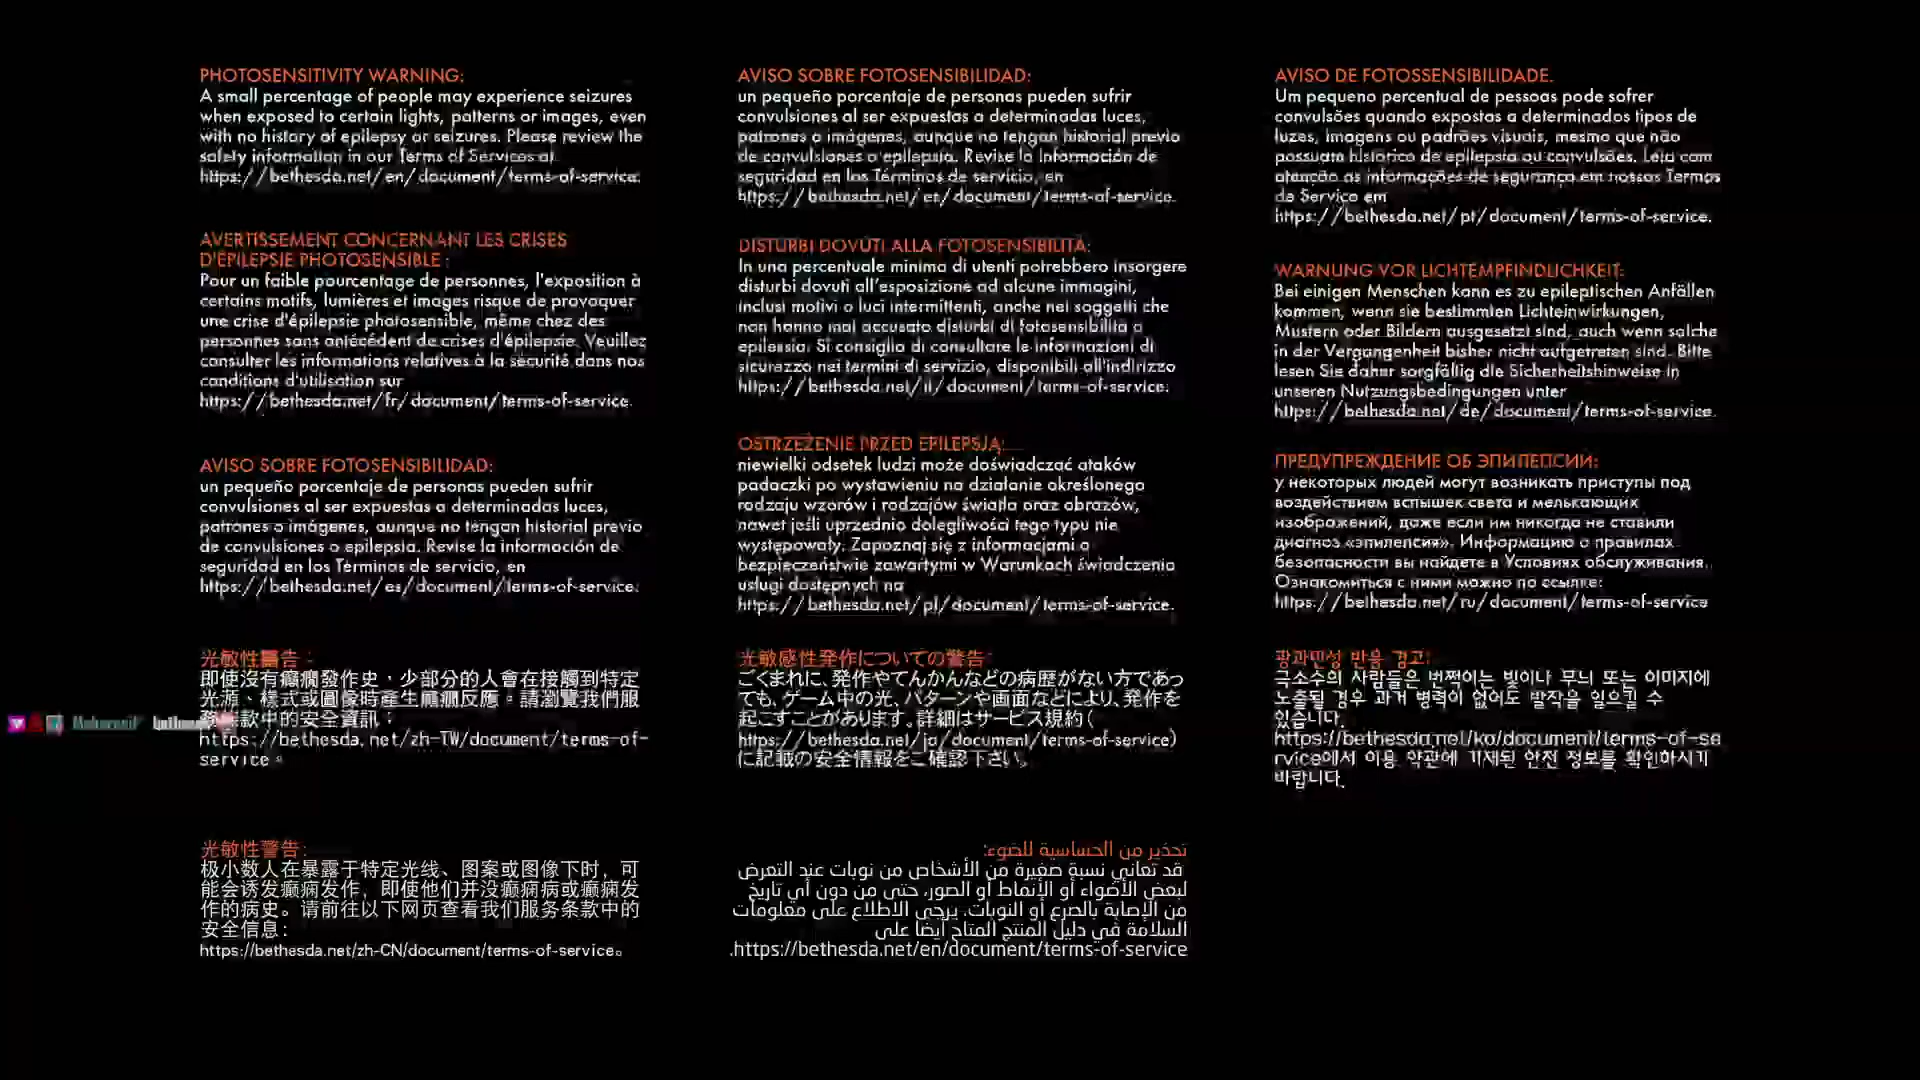 PHOTOSENSITIVITY WARNING:
A small percentage of people may experience seizures
when exposed to certain lights, patterns or images, even
with no history of epilepsy or seizures. Please review the
safety information in our Terms of Services at
https://bethesda.net/en/document/terms-of-service.
AVERTISSEMENT CONCERNANT LES CRISES
D'ÉPILEPSIE PHOTOSENSIBLE :
Pour un faible pourcentage de personnes, l'exposition à
certains motifs, lumières et images risque de provoquer
une crise d'épilepsie photosensible, même chez des
personnes sans antécédent de crises d'épilepsie. Veuillez
consulter les informations relatives à la sécurité dans nos
conditions d'utilisation sur
https://bethesda.net/fr/document/terms-of-service.
AVISO SOBRE FOTOSENSIBILIDAD:
un pequeño porcentaje de personas pueden sufrir
convulsiones al ser expuestas a determinadas luces,
patrones o imágenes, aunque no tengan historial previo
de convulsiones o epilepsia. Revise la información de
seguridad en los Términos de servicio, en
https://bethesda.net/es/document/terms-of-service.
光敏性警告：
即使沒有癲癇發作史，少部分的人會在接觸到特定
光源、樣式或圖像時產生癲癇反應。請瀏覽我們服
務條款中的安全資訊：
https://bethesda.net/zh-TW/document/terms-of-
service。
光敏性警告:
极小数人在暴露于特定光线、图案或图像下时，可
能会诱发癫痫发作，即使他们并没癫痫病或癫痫发
作的病史。请前往以下网页查看我们服务条款中的
安全信息：
https://bethesda.net/zh-CN/document/terms-of-service。
AVISO SOBRE FOTOSENSIBILIDAD:
un pequeño porcentaje de personas pueden sufrir
convulsiones al ser expuestas a determinadas luces,
patrones o imágenes, aunque no tengan historial previo
de convulsiones o epilepsia. Revise la información de
seguridad en los Términos de servicio, en
https://bethesda.net/es/document/terms-of-service.
DISTURBI DOVUTI ALLA FOTOSENSIBILITÀ:
In una percentuale minima di utenti potrebbero insorgere
disturbi dovuti all'esposizione ad alcune immagini,
inclusi motivi o luci intermittenti, anche nei soggetti che
non hanno mai accusato disturbi di fotosensibilità o
epilessia. Si consiglia di consultare le informazioni di
sicurezza nei termini di servizio, disponibili all'indirizzo
https://bethesda.net/it/document/terms-of-service.
OSTRZEŻENIE PRZED EPILEPSJĄ:
niewielki odsetek ludzi może doświadczać ataków
padaczki po wystawieniu na działanie określonego
rodzaju wzorów i rodzajów światła oraz obrazów,
nawet jeśli uprzednio dolegliwości tego typu nie
występowały. Zapoznaj się z informacjami o
bezpieczeństwie zawartymi w Warunkach świadczenia
usługi dostępnych na
https://bethesda.net/pl/document/terms-of-service.
光敏感性発作についての警告:
ごくまれに、発作やてんかんなどの病歴がない方であっ
ても、ゲーム中の光、パターンや画面などにより、発作を
起こすことがあります。詳細はサービス規約(
https://bethesda.net/ja/document/terms-of-service)
に記載の安全情報をご確認下さい。
تحذير من الحساسية للضوء:
قد تعاني نسبة صغيرة من الأشخاص من نوبات عند التعرض
لبعض الأضواء أو الأنماط أو الصور، حتى من دون أي تاريخ
من الإصابة بالصرع أو النوبات. يرجى الاطلاع على معلومات
السلامة في دليل المنتج المتاح أيضًا على
https://bethesda.net/en/document/terms-of-service.
AVISO DE FOTOSSENSIBILIDADE.
Um pequeno percentual de pessoas pode sofrer
convulsões quando expostas a determinados tipos de
luzes, imagens ou padrões visuais, mesmo que não
possuam histórico de epilepsia ou convulsões. Leia com
atenção as informações de segurança em nossos Termos
de Serviço em
https://bethesda.net/pt/document/terms-of-service.
WARNUNG VOR LICHTEMPFINDLICHKEIT:
Bei einigen Menschen kann es zu epileptischen Anfällen
kommen, wenn sie bestimmten Lichteinwirkungen,
Mustern oder Bildern ausgesetzt sind, auch wenn solche
in der Vergangenheit bisher nicht aufgetreten sind. Bitte
lesen Sie daher sorgfältig die Sicherheitshinweise in
unseren Nutzungsbedingungen unter
https://bethesda.net/de/document/terms-of-service.
ПРЕДУПРЕЖДЕНИЕ ОБ ЭПИЛЕПСИИ:
у некоторых людей могут возникать приступы под
воздействием вспышек света и мелькающих
изображений, даже если им никогда не ставили
диагноз «эпилепсия». Информацию о правилах
безопасности вы найдете в Условиях обслуживания.
Ознакомиться с ними можно по ссылке:
https://bethesda.net/ru/document/terms-of-service
광과민성 반응 경고:
극소수의 사람들은 번쩍이는 빛이나 무늬 또는 이미지에
노출될 경우 과거 병력이 없어도 발작을 일으킬 수
있습니다.
https://bethesda.net/ko/document/terms-of-se
rvice에서 이용 약관에 기재된 안전 정보를 확인하시기
바랍니다.